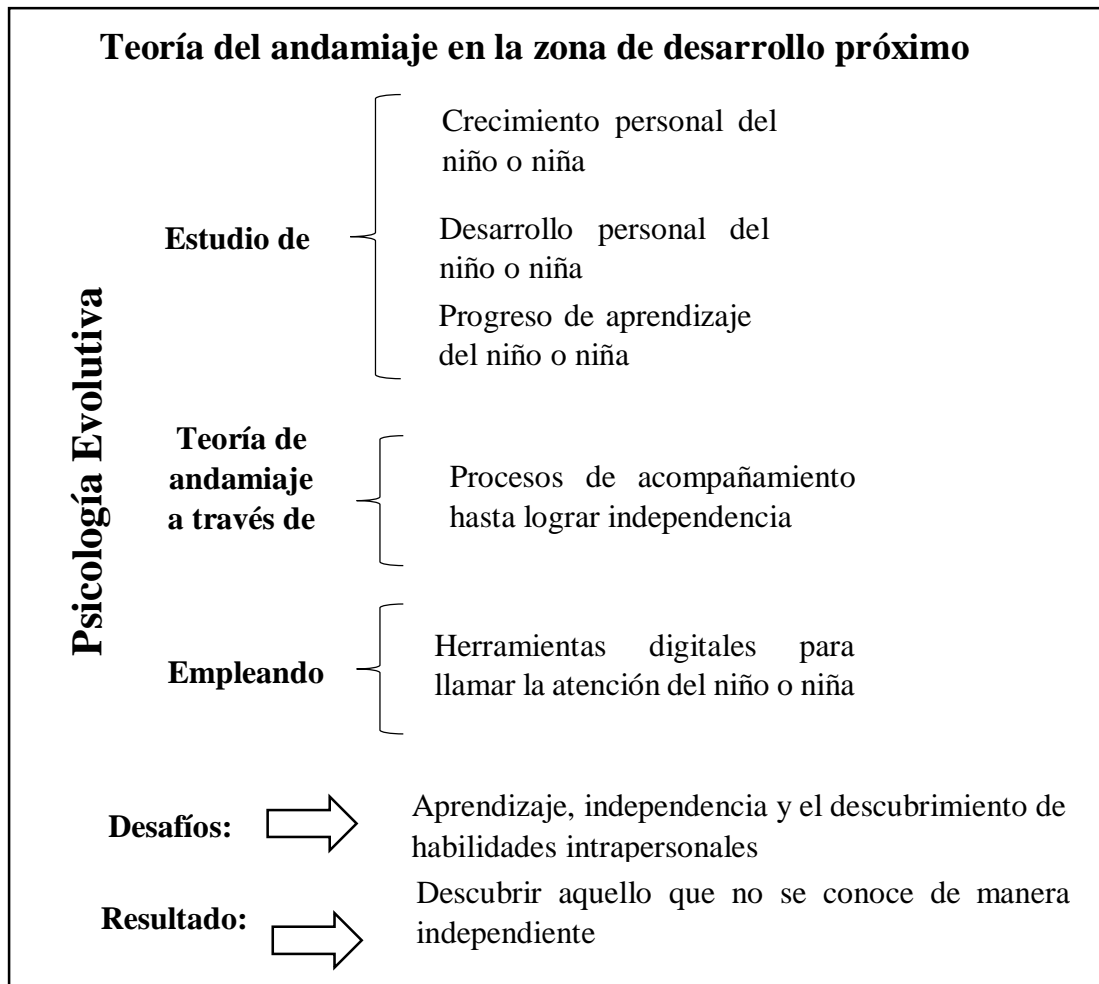 Teoría del andamiaje en la zona de desarrollo próximo
Psicología Evolutiva
Estudio de
Crecimiento personal del
niño o niña
Desarrollo personal del
niño o niña
Progreso de aprendizaje
del niño o niña
Teoría de
andamiaje
a través de
Procesos de acompañamiento
hasta lograr independencia
Empleando
Herramientas digitales para
llamar la atención del niño o niña
Desafíos:
Aprendizaje, independencia y el descubrimiento de
habilidades intrapersonales
Resultado:
Descubrir aquello que no se conoce de manera
independiente